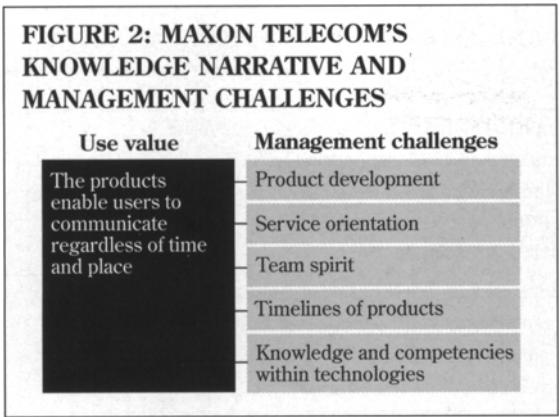 FIGURE 2: MAXON TELECOM'S
KNOWLEDGE NARRATIVE AND
MANAGEMENT CHALLENGES
Use value
The products
enable users to
communicate
regardless of time
and place
Management challenges
Product development
Service orientation
Team spirit
Timelines of products
Knowledge and competencies
within technologies